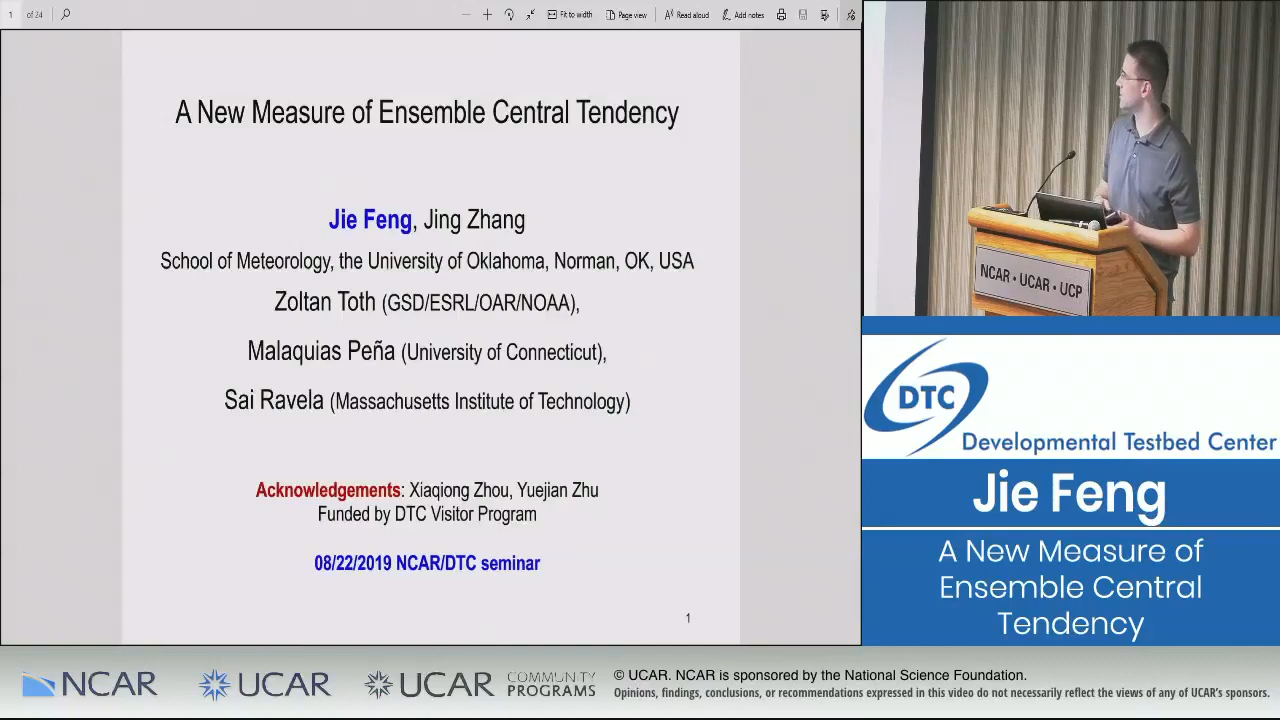 1 of 24
Fit to width
Page view
Read aloud
Add notes
A New Measure of Ensemble Central Tendency
Jie Feng, Jing Zhang
School of Meteorology, the University of Oklahoma, Norman, OK, USA
Zoltan Toth (GSD/ESRL/OAR/NOAA),
Malaquias Peña (University of Connecticut),
Sai Ravela (Massachusetts Institute of Technology)
Acknowledgements: Xiaqiong Zhou, Yuejian Zhu
Funded by DTC Visitor Program
08/22/2019 NCAR/DTC seminar
1
NCAR • UCAR • UCP
DTC
Developmental Testbed Center
Jie Feng
A New Measure of
Ensemble Central
Tendency
NCAR
UCAR
UCAR
COMMUNITY
PROGRAMS
© UCAR. NCAR is sponsored by the National Science Foundation.
Opinions, findings, conclusions, or recommendations expressed in this video do not necessarily reflect the views of any of UCAR's sponsors.